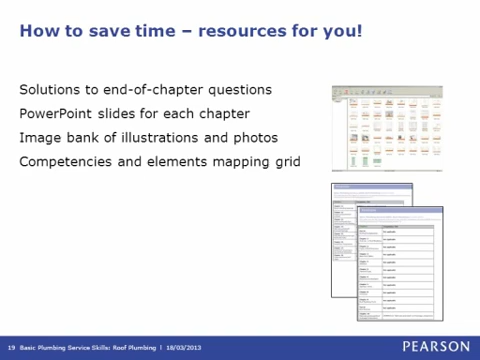 How to save time – resources for you!
Solutions to end-of-chapter questions
PowerPoint slides for each chapter
Image bank of illustrations and photos
Competencies and elements mapping grid
19 Basic Plumbing Service Skills: Roof Plumbing | 18/03/2013
PEARSON